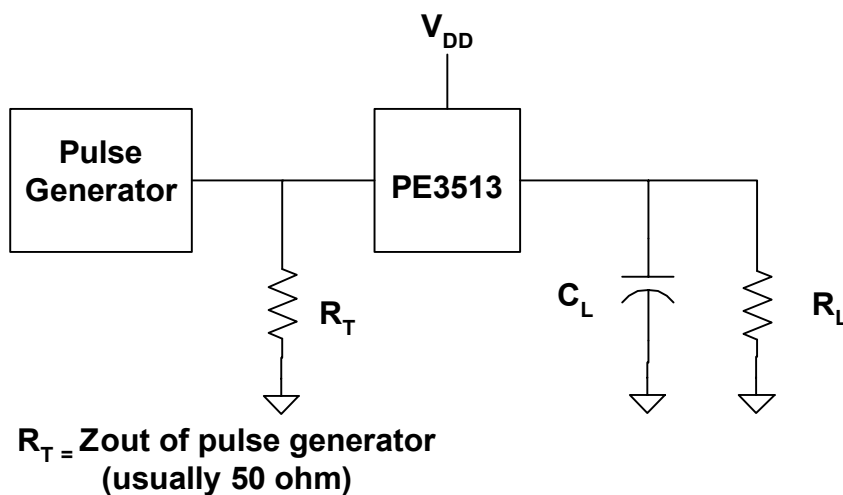 V_DD
Pulse
Generator
PE3513
R_T
C_L
R_L
R_T = Zout of pulse generator
(usually 50 ohm)